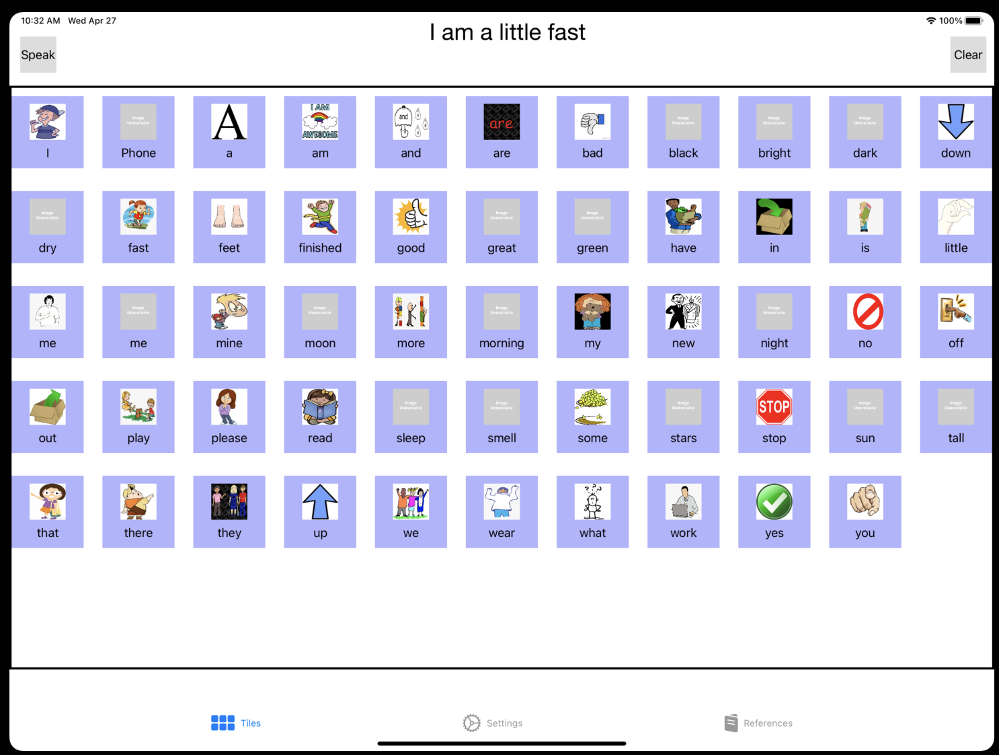 10:32 AM Wed Apr 27
100%
I am a little fast
Speak
Clear
I AM
AWESOME
Image Unavailable
and
n
d
a
are
Image Unavailable
Image Unavailable
Image Unavailable
A
I Phone a am and are bad black bright dark down
Image Unavailable
Image Unavailable
Image Unavailable
dry fast feet finished good great green have in is little
Image Unavailable
Image Unavailable
Image Unavailable
Image Unavailable
me me mine moon more morning my new night no off
Image Unavailable
Image Unavailable
Image Unavailable
STOP
Image Unavailable
Image Unavailable
out play please read sleep smell some stars stop sun tall
? ? ?
that there they up we wear what work yes you
Tiles
Settings
References